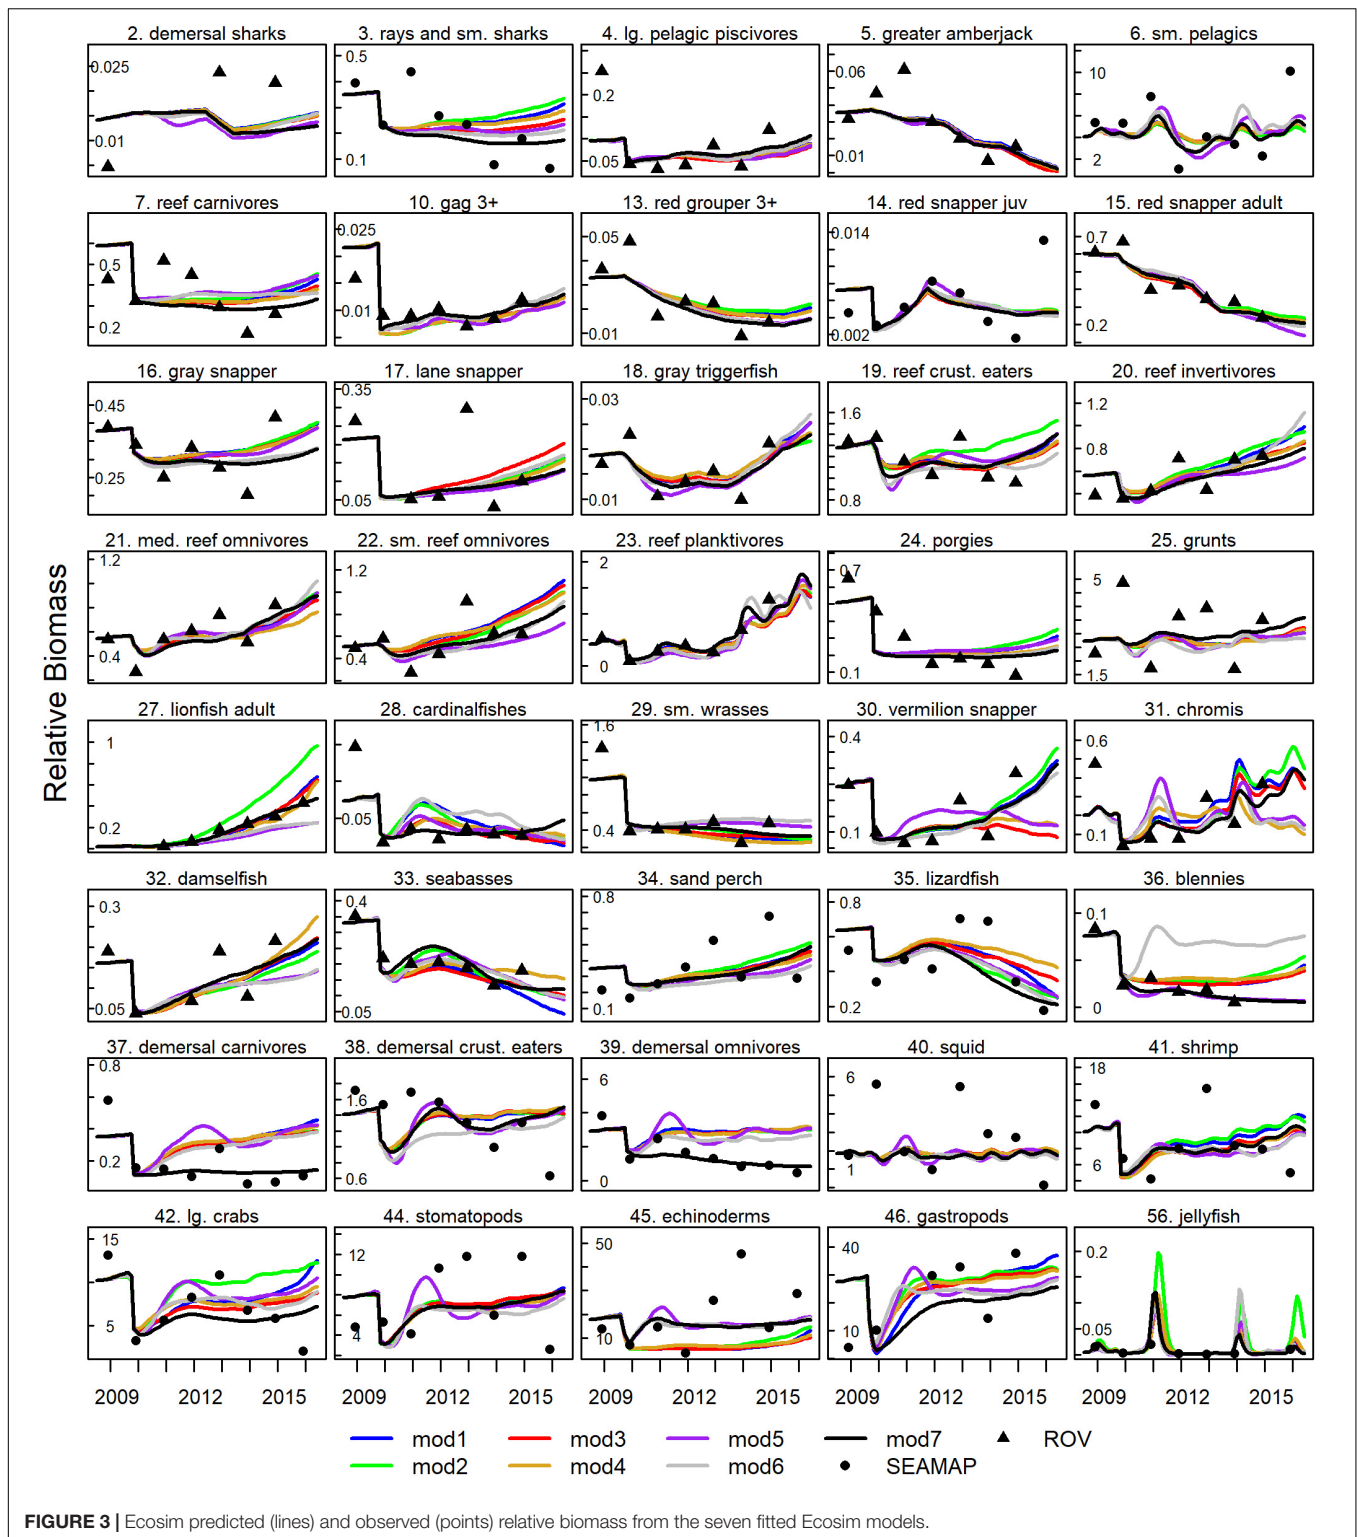 2. demersal sharks 3. rays and sm. sharks 4. lg. pelagic piscivores 5. greater amberjack 6. sm. pelagics
0.025 0.01 0.5 0.1 0.2 0.05 0.06 0.01 10 2
7. reef carnivores 10. gag 3+ 13. red grouper 3+ 14. red snapper juv 15. red snapper adult
0.5 0.2 0.025 0.01 0.05 0.01 0.014 0.002 0.7 0.2
16. gray snapper 17. lane snapper 18. gray triggerfish 19. reef crust. eaters 20. reef invertivores
0.45 0.25 0.35 0.05 0.03 0.01 1.6 0.8 1.2 0.8
21. med. reef omnivores 22. sm. reef omnivores 23. reef planktivores 24. porgies 25. grunts
1.2 0.4 1.2 0.4 2 0 0.7 0.1 5 1.5
Relative Biomass
27. lionfish adult 28. cardinalfishes 29. sm. wrasses 30. vermilion snapper 31. chromis
1 0.2 0.05 1.6 0.4 0.4 0.1 0.6 0.1
32. damselfish 33. seabasses 34. sand perch 35. lizardfish 36. blennies
0.3 0.05 0.4 0.05 0.8 0.1 0.8 0.2 0.1 0
37. demersal carnivores 38. demersal crust. eaters 39. demersal omnivores 40. squid 41. shrimp
0.8 0.2 1.6 0.6 6 0 6 1 18 6
42. lg. crabs 44. stomatopods 45. echinoderms 46. gastropods 56. jellyfish
15 5 12 4 50 10 40 10 0.2 0.05
2009 2012 2015 2009 2012 2015 2009 2012 2015 2009 2012 2015 2009 2012 2015
mod1 mod3 mod5 mod7 ROV
mod2 mod4 mod6 SEAMAP
FIGURE 3 | Ecosim predicted (lines) and observed (points) relative biomass from the seven fitted Ecosim models.